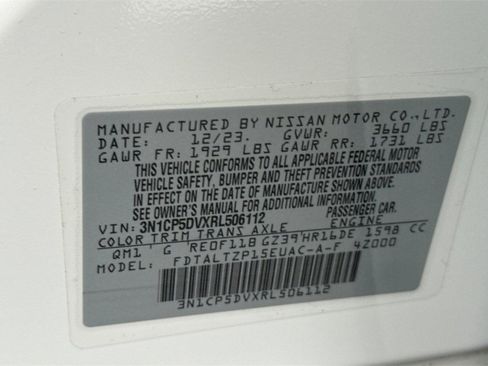 MANUFACTURED BY NISSAN MOTOR CO., LTD.
DATE: 12/23. GVWR: 3660 LBS
GAWR FR: 1929 LBS GAWR RR: 1731 LBS
THIS VEHICLE CONFORMS TO ALL APPLICABLE FEDERAL MOTOR
VEHICLE SAFETY, BUMPER AND THEFT PREVENTION STANDARDS
IN EFFECT ON THE DATE OF MANUFACTURE SHOWN ABOVE.
SEE OWNER'S MANUAL FOR ADDITIONAL INFORMATION.
VIN: 3N1CP5DVXRL506112 PASSENGER CAR.
COLOR TRIM TRANS AXLE ENGINE
QM1 G RE0F11B GZ39 HR16DE 1598 CC
MODEL: FDTALTZP15EUAC-A-F 4Z000
3N1CP5DVXRL506112